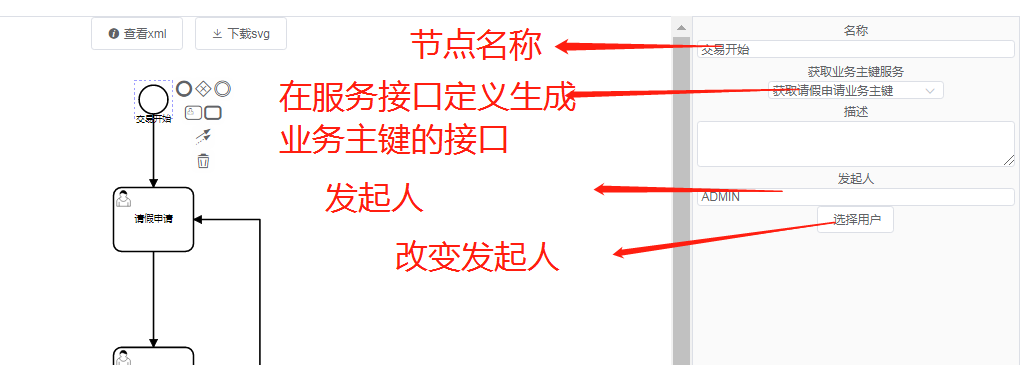 查看xml
下载svg
名称
节点名称
交易开始
获取业务主键服务
在服务接口定义生成
业务主键的接口
获取请假申请业务主键
交易开始
描述
发起人
发起人
ADMIN
请假申请
选择用户
改变发起人